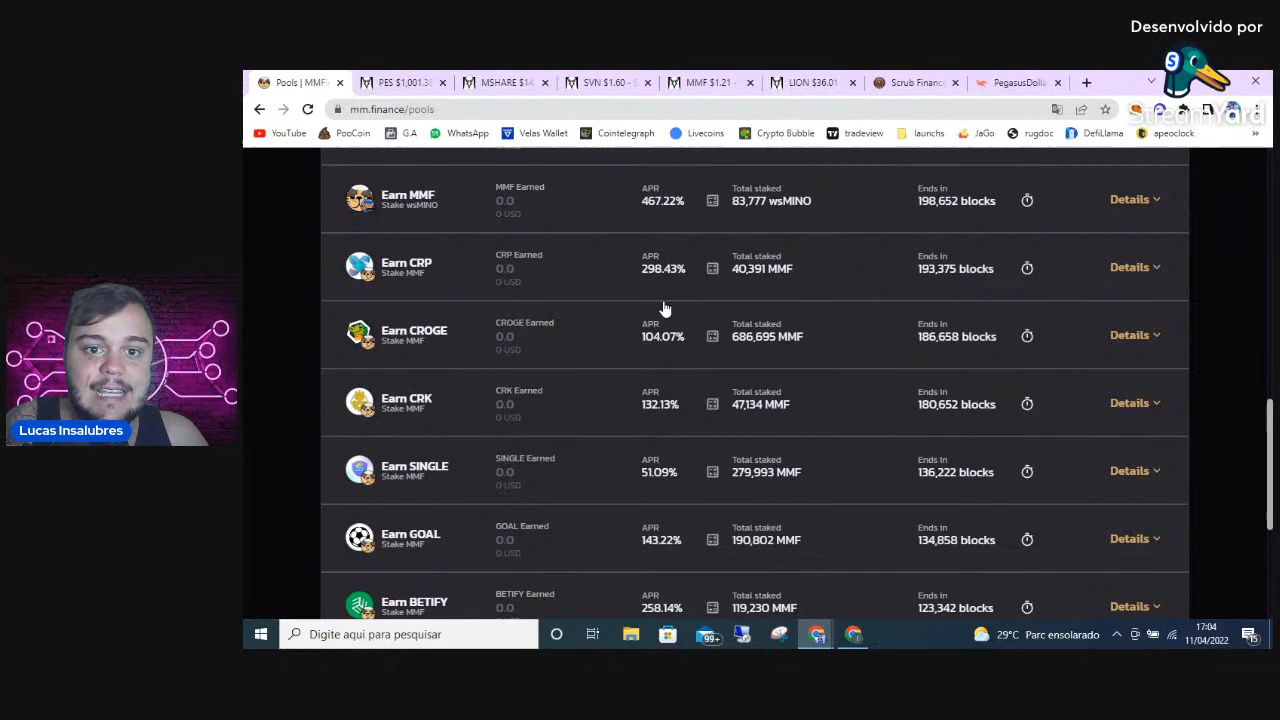 Desenvolvido por
StreamYard
Pools | MMFi
PES $1,001.38
MSHARE $14
SVN $1.60 - S
MMF $1.21 -
LION $36.01
Scrub Financ
PegasusDolla
mm.finance/pools
YouTube
PooCoin
G.A
WhatsApp
Velas Wallet
Cointelegraph
Livecoins
Crypto Bubble
tradeview
launchs
JaGo
rugdoc
DefiLlama
apeoclock
Earn MMF
Stake wsMINO
MMF Earned
0.0
0 USD
APR
467.22%
Total staked
83,777 wsMINO
Ends in
198,652 blocks
Details
Earn CRP
Stake MMF
CRP Earned
0.0
0 USD
APR
298.43%
Total staked
40,391 MMF
Ends in
193,375 blocks
Details
Earn CROGE
Stake MMF
CROGE Earned
0.0
0 USD
APR
104.07%
Total staked
686,695 MMF
Ends in
186,658 blocks
Details
Earn CRK
Stake MMF
CRK Earned
0.0
0 USD
APR
132.13%
Total staked
47,134 MMF
Ends in
180,652 blocks
Details
Earn SINGLE
Stake MMF
SINGLE Earned
0.0
0 USD
APR
51.09%
Total staked
279,993 MMF
Ends in
136,222 blocks
Details
Earn GOAL
Stake MMF
GOAL Earned
0.0
0 USD
APR
143.22%
Total staked
190,802 MMF
Ends in
134,858 blocks
Details
Earn BETIFY
Stake MMF
BETIFY Earned
0.0
APR
258.14%
Total staked
119,230 MMF
Ends in
123,342 blocks
Details
Lucas Insalubres
Digite aqui para pesquisar
99+
29°C Parc ensolarado
17:04
11/04/2022
15